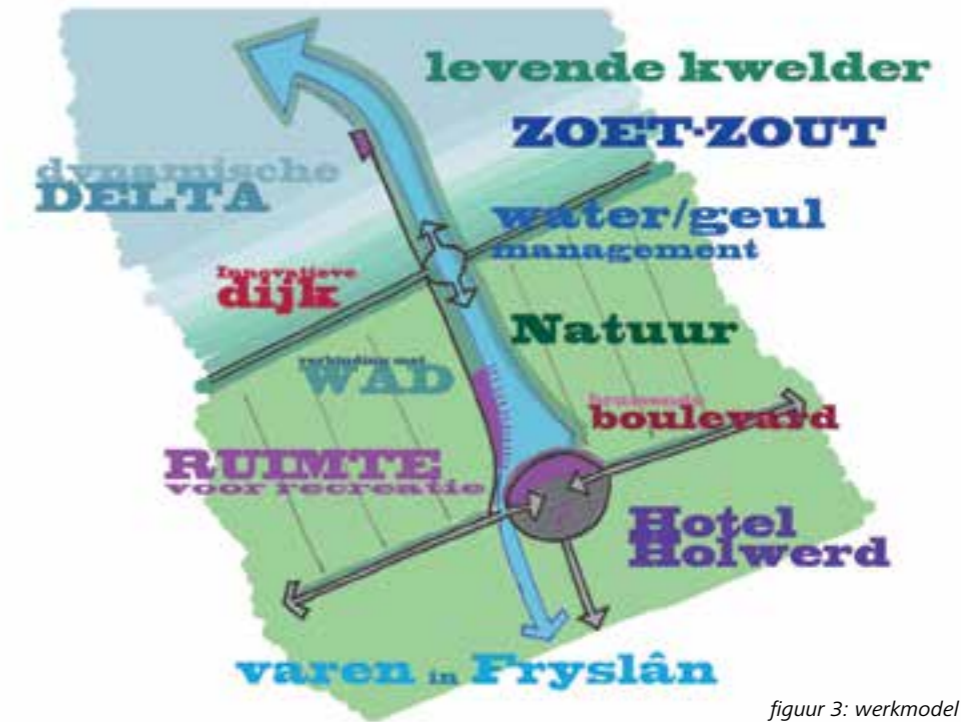 levende kwelder
ZOET-ZOUT
dynamische
DELTA
water/geul
management
Innovatieve
dijk
Natuur
verbinding met
WAD
bruisende
boulevard
RUIMTE
voor recreatie
Hotel
Holwerd
varen in Fryslân
figuur 3: werkmodel